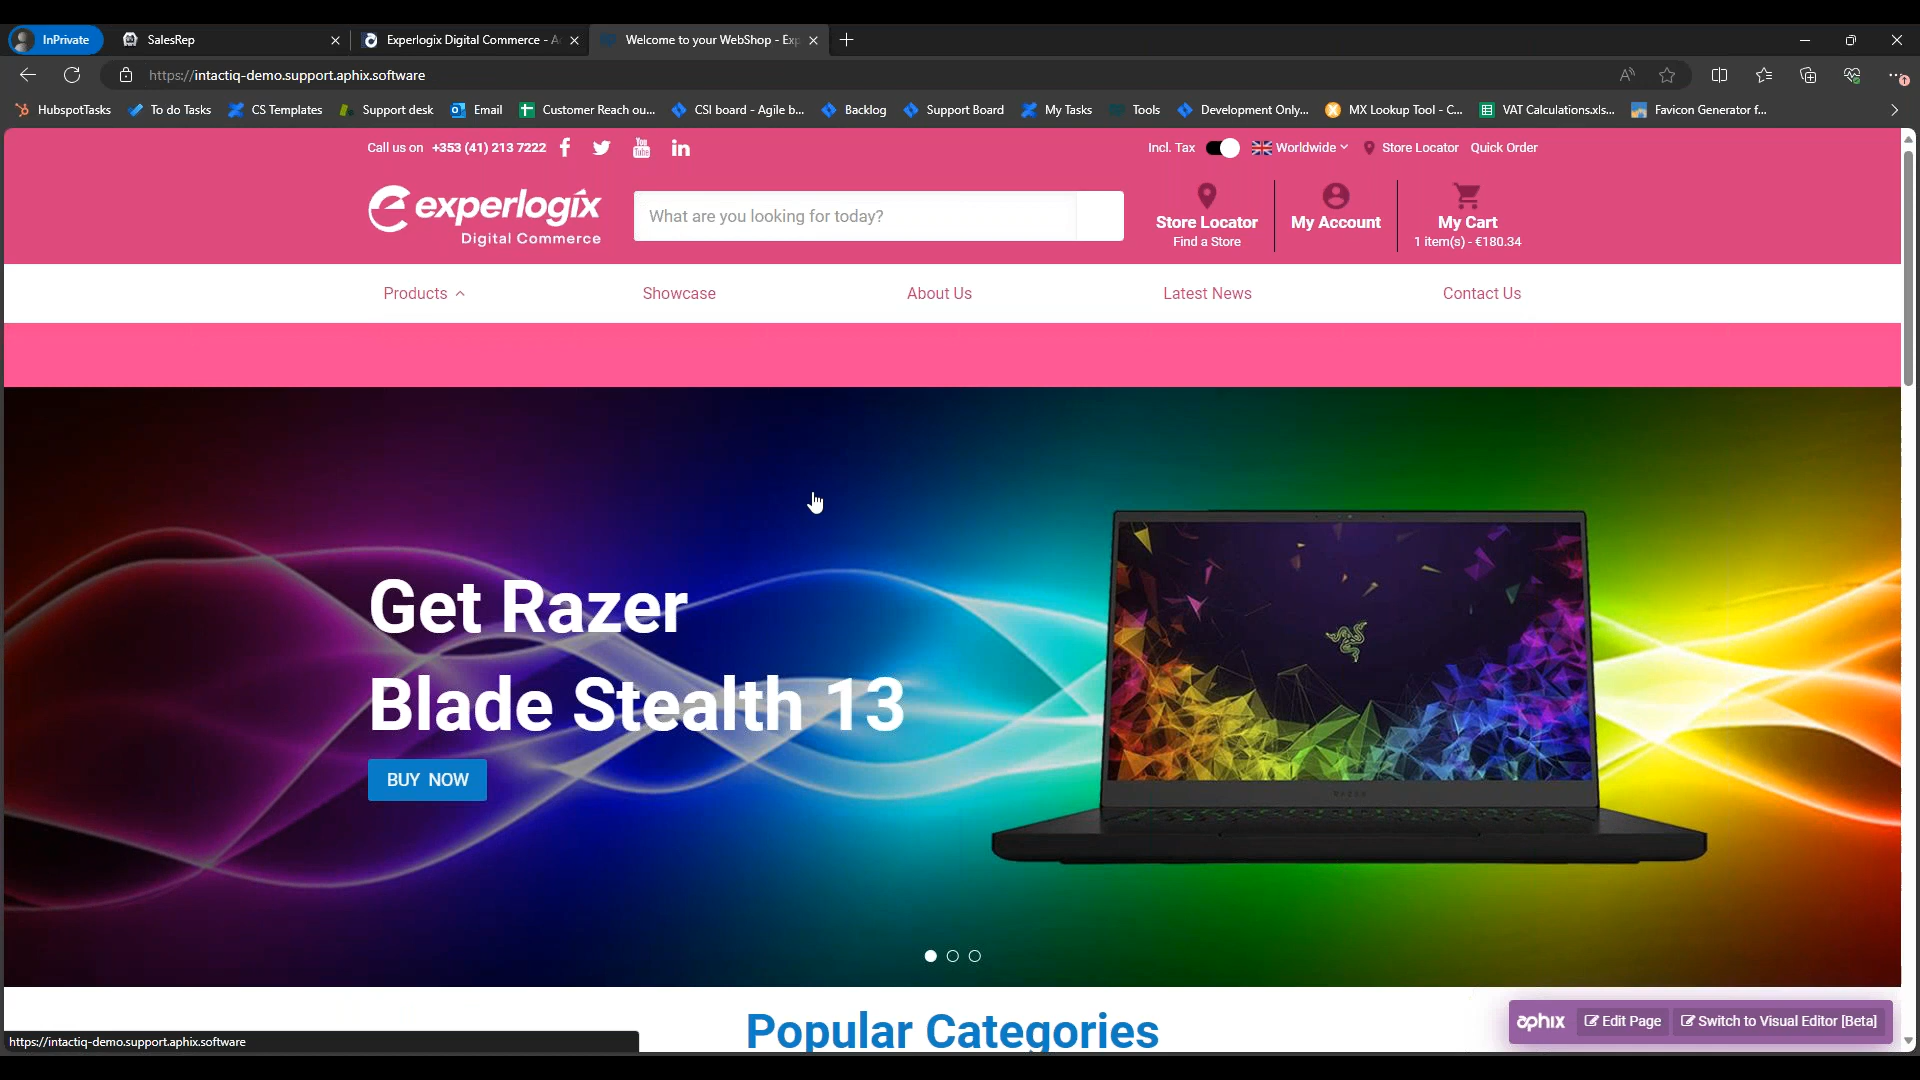 InPrivate
SalesRep
Experlogix Digital Commerce - A
Welcome to your WebShop - Exp
https://intactiq-demo.support.aphix.software
HubspotTasks
To do Tasks
CS Templates
Support desk
Email
Customer Reach ou...
CSI board - Agile b...
Backlog
Support Board
My Tasks
Tools
Development Only...
MX Lookup Tool - C...
VAT Calculations.xls...
Favicon Generator f...
Call us on +353 (41) 213 7222
Incl. Tax
Worldwide
Store Locator
Quick Order
experlogix
Digital Commerce
What are you looking for today?
Store Locator
Find a Store
My Account
My Cart
1 item(s) - €180.34
Products
Showcase
About Us
Latest News
Contact Us
Get Razer
Blade Stealth 13
BUY NOW
RAZER
Popular Categories
aphix
Edit Page
Switch to Visual Editor [Beta]
https://intactiq-demo.support.aphix.software